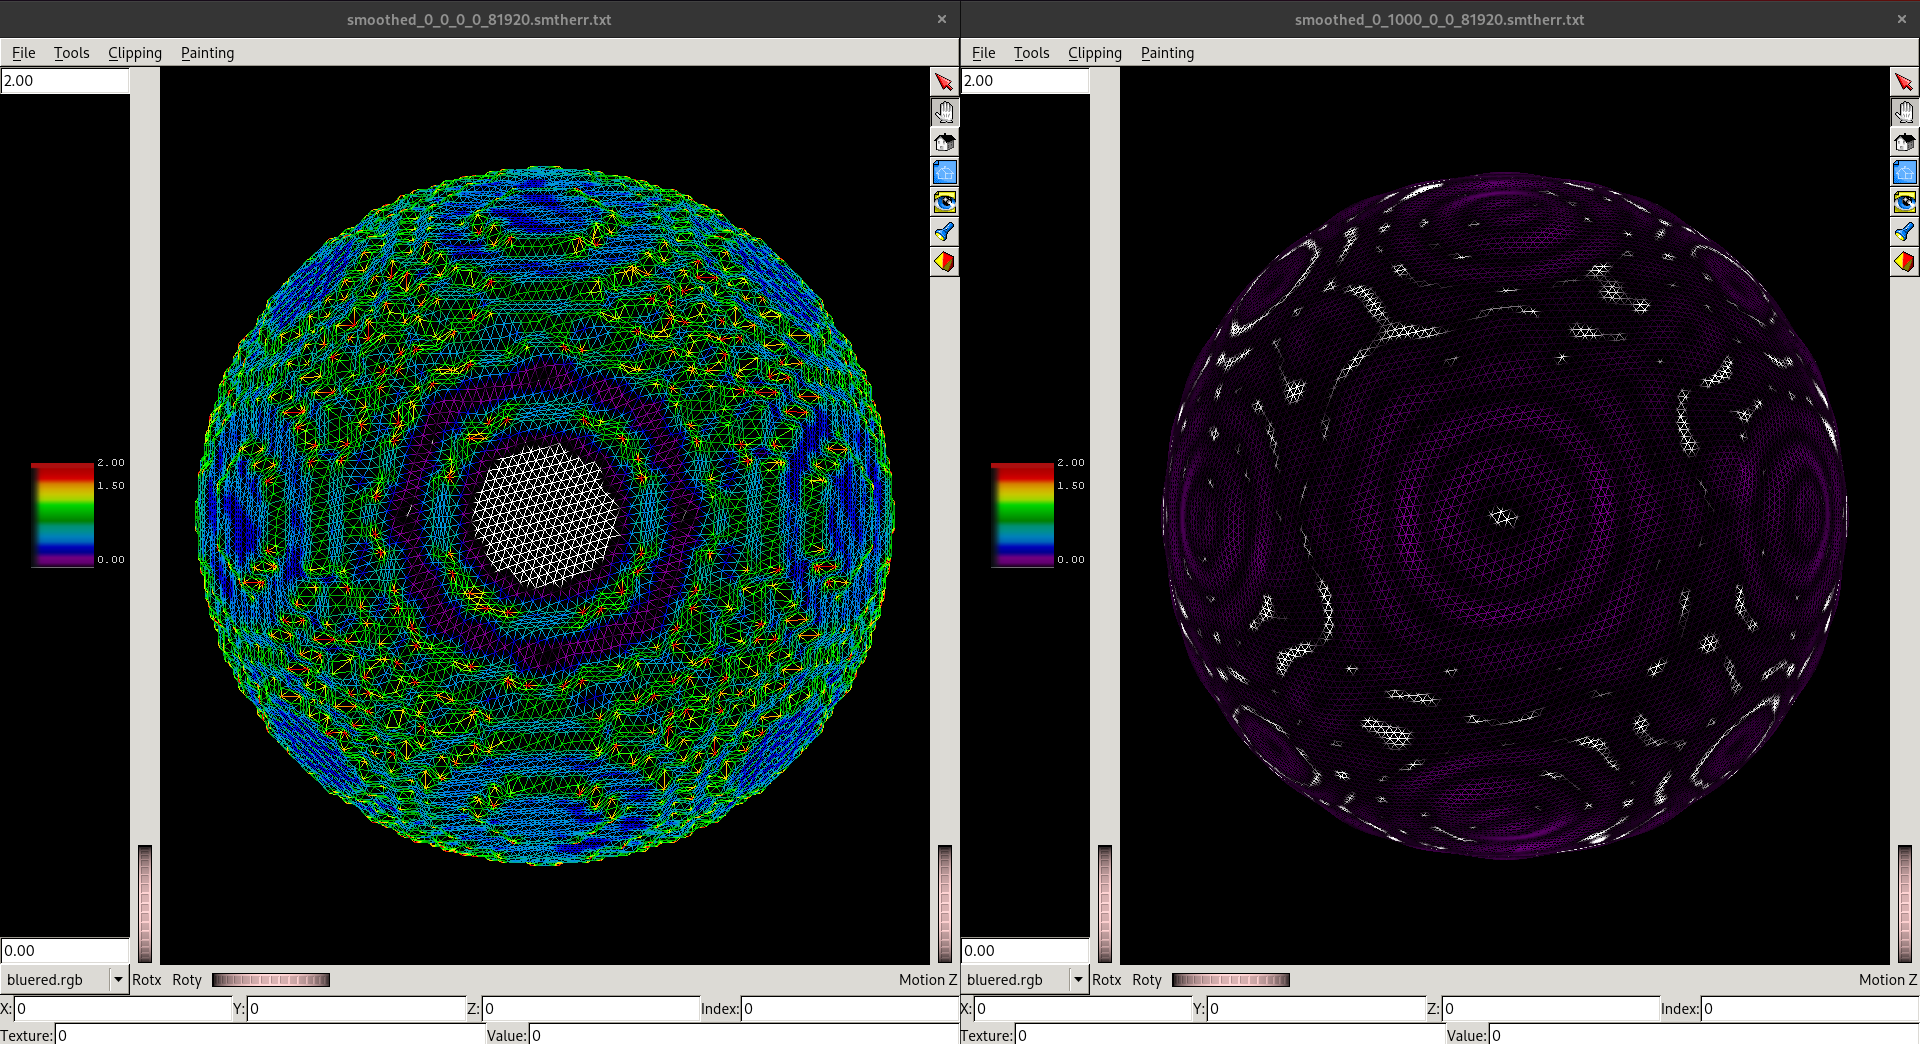 smoothed_0_0_0_0_81920.smtherr.txt ×
File Tools Clipping Painting
2.00
2.00
1.50
0.00
0.00
bluered.rgb Rotx Roty Motion Z
X: 0 Y: 0 Z: 0 Index: 0
Texture: 0 Value: 0
smoothed_0_1000_0_0_81920.smtherr.txt ×
File Tools Clipping Painting
2.00
2.00
1.50
0.00
0.00
bluered.rgb Rotx Roty Motion Z
X: 0 Y: 0 Z: 0 Index: 0
Texture: 0 Value: 0